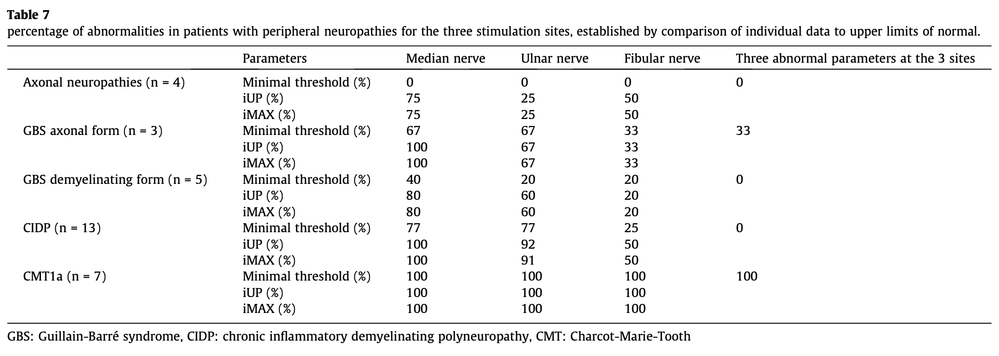 Table 7
percentage of abnormalities in patients with peripheral neuropathies for the three stimulation sites, established by comparison of individual data to upper limits of normal.
Parameters Median nerve Ulnar nerve Fibular nerve Three abnormal parameters at the 3 sites
Axonal neuropathies (n = 4) Minimal threshold (%) 0 0 0 0
iUP (%) 75 25 50
iMAX (%) 75 25 50
GBS axonal form (n = 3) Minimal threshold (%) 67 67 33 33
iUP (%) 100 67 33
iMAX (%) 100 67 33
GBS demyelinating form (n = 5) Minimal threshold (%) 40 20 20 0
iUP (%) 80 60 20
iMAX (%) 80 60 20
CIDP (n = 13) Minimal threshold (%) 77 77 25 0
iUP (%) 100 92 50
iMAX (%) 100 91 50
CMT1a (n = 7) Minimal threshold (%) 100 100 100 100
iUP (%) 100 100 100
iMAX (%) 100 100 100
GBS: Guillain-Barré syndrome, CIDP: chronic inflammatory demyelinating polyneuropathy, CMT: Charcot-Marie-Tooth